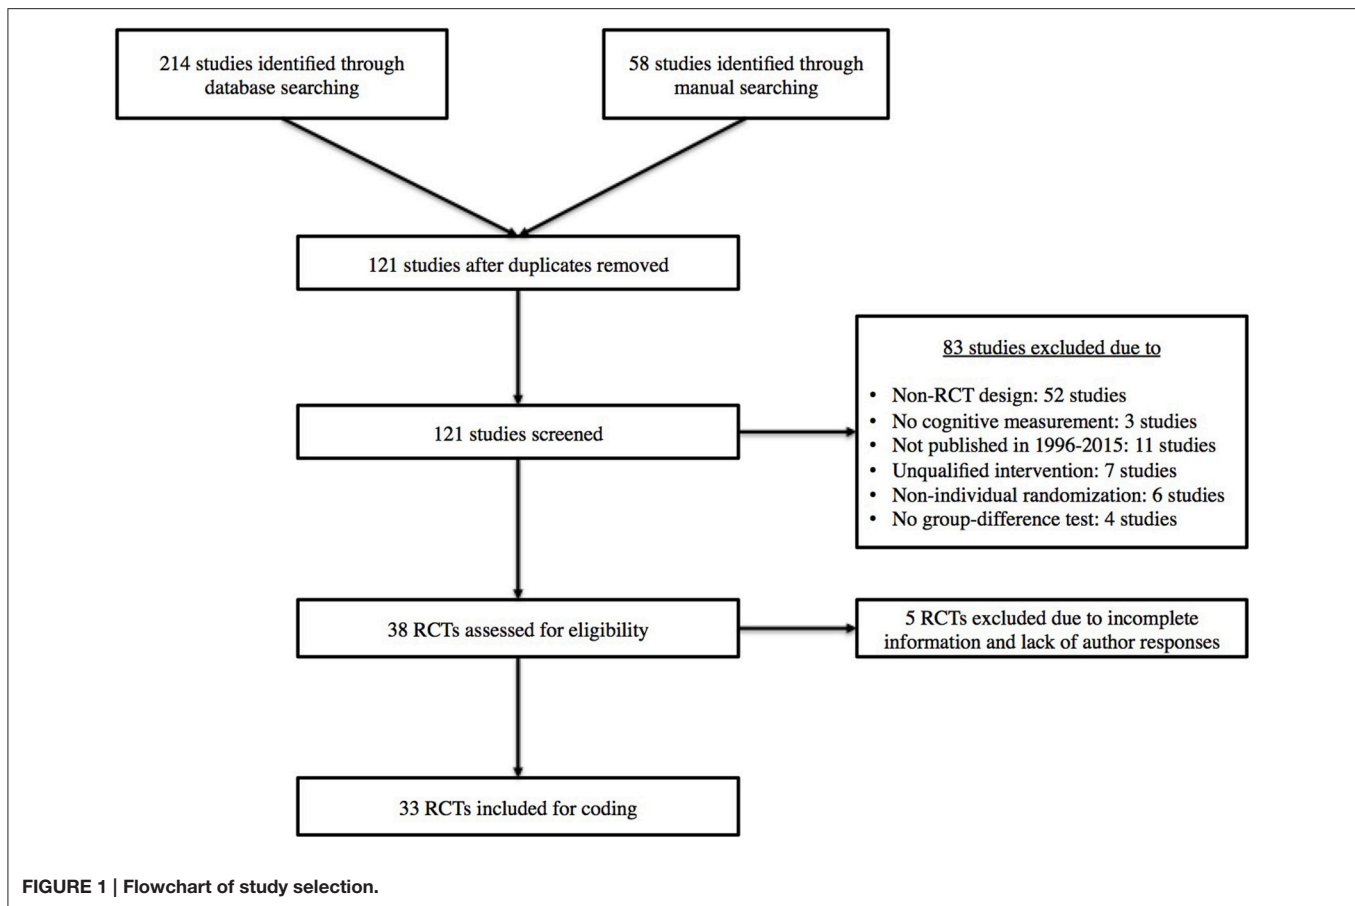 214 studies identified through
database searching
58 studies identified through
manual searching
121 studies after duplicates removed
121 studies screened
83 studies excluded due to
• Non-RCT design: 52 studies
• No cognitive measurement: 3 studies
• Not published in 1996-2015: 11 studies
• Unqualified intervention: 7 studies
• Non-individual randomization: 6 studies
• No group-difference test: 4 studies
38 RCTs assessed for eligibility
5 RCTs excluded due to incomplete
information and lack of author responses
33 RCTs included for coding
FIGURE 1 | Flowchart of study selection.